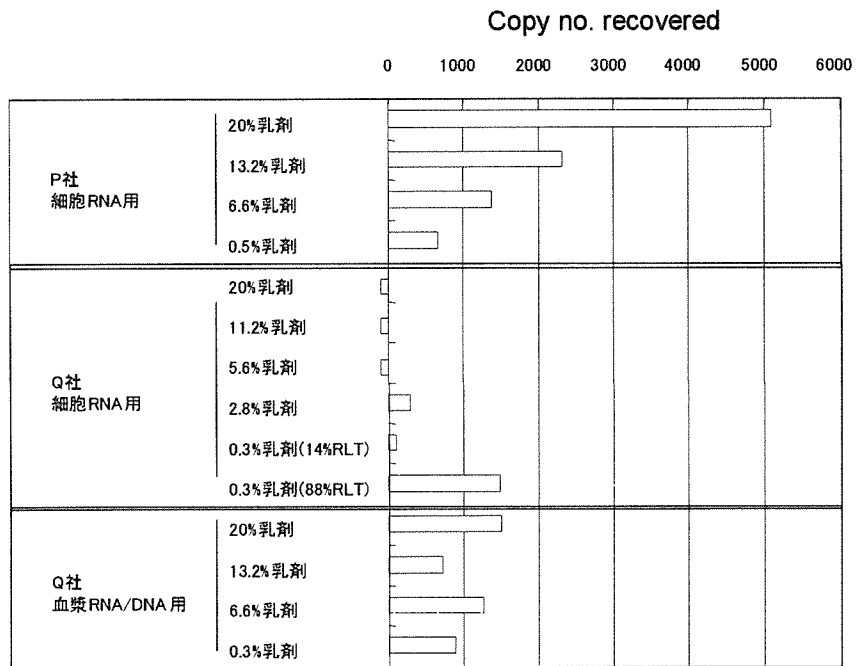 Copy no. recovered
0 1000 2000 3000 4000 5000 6000
P社
細胞RNA用
20%乳剤
13.2%乳剤
6.6%乳剤
0.5%乳剤
Q社
細胞RNA用
20%乳剤
11.2%乳剤
5.6%乳剤
2.8%乳剤
0.3%乳剤(14%RLT)
0.3%乳剤(88%RLT)
Q社
血漿RNA/DNA用
20%乳剤
13.2%乳剤
6.6%乳剤
0.3%乳剤